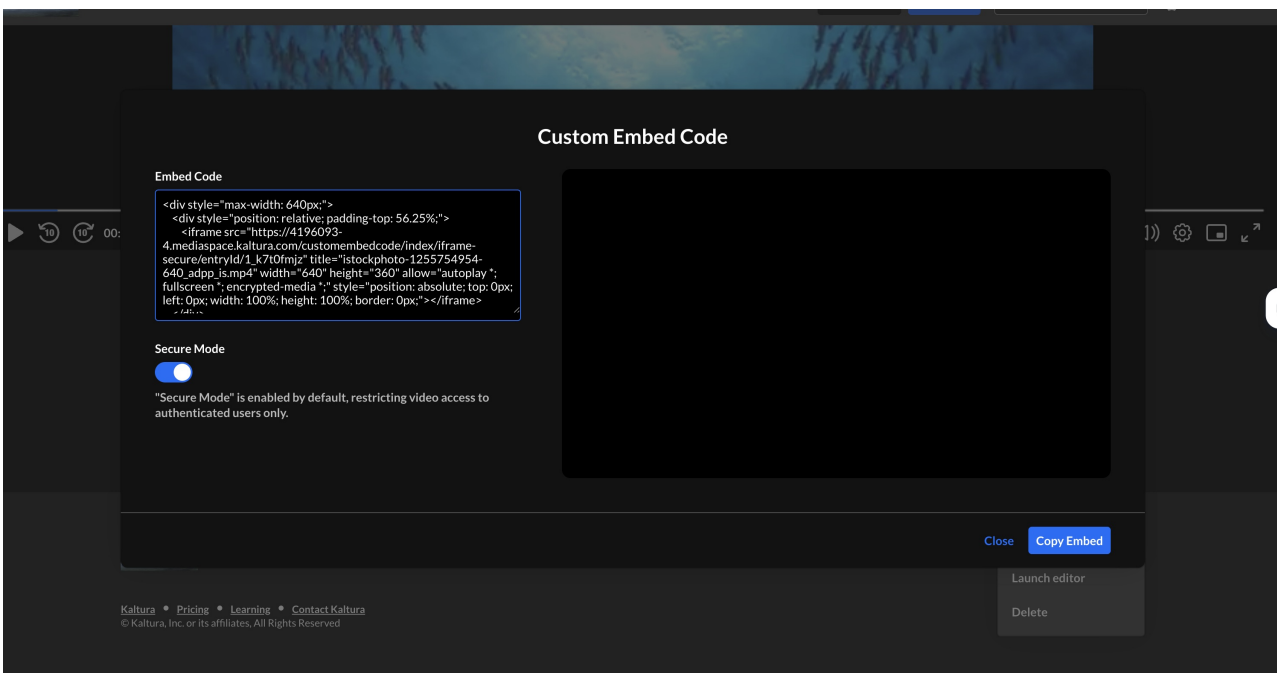 Custom Embed Code
Embed Code
<div style="max-width: 640px;">
<div style="position: relative; padding-top: 56.25%;">
<iframe src="https://4196093-
4.mediaspace.kaltura.com/customembedcode/index/iframe-
secure/entryId/1_k7t0fmjz" title="istockphoto-1255754954-
640_adpp_is.mp4" width="640" height="360" allow="autoplay *;
fullscreen *; encrypted-media *;" style="position: absolute; top: 0px;
left: 0px; width: 100%; height: 100%; border: 0px;"></iframe>
</div>
10 10 00:
Secure Mode
"Secure Mode" is enabled by default, restricting video access to
authenticated users only.
Close Copy Embed
Launch editor
Delete
Kaltura • Pricing • Learning • Contact Kaltura
© Kaltura, Inc. or its affiliates, All Rights Reserved